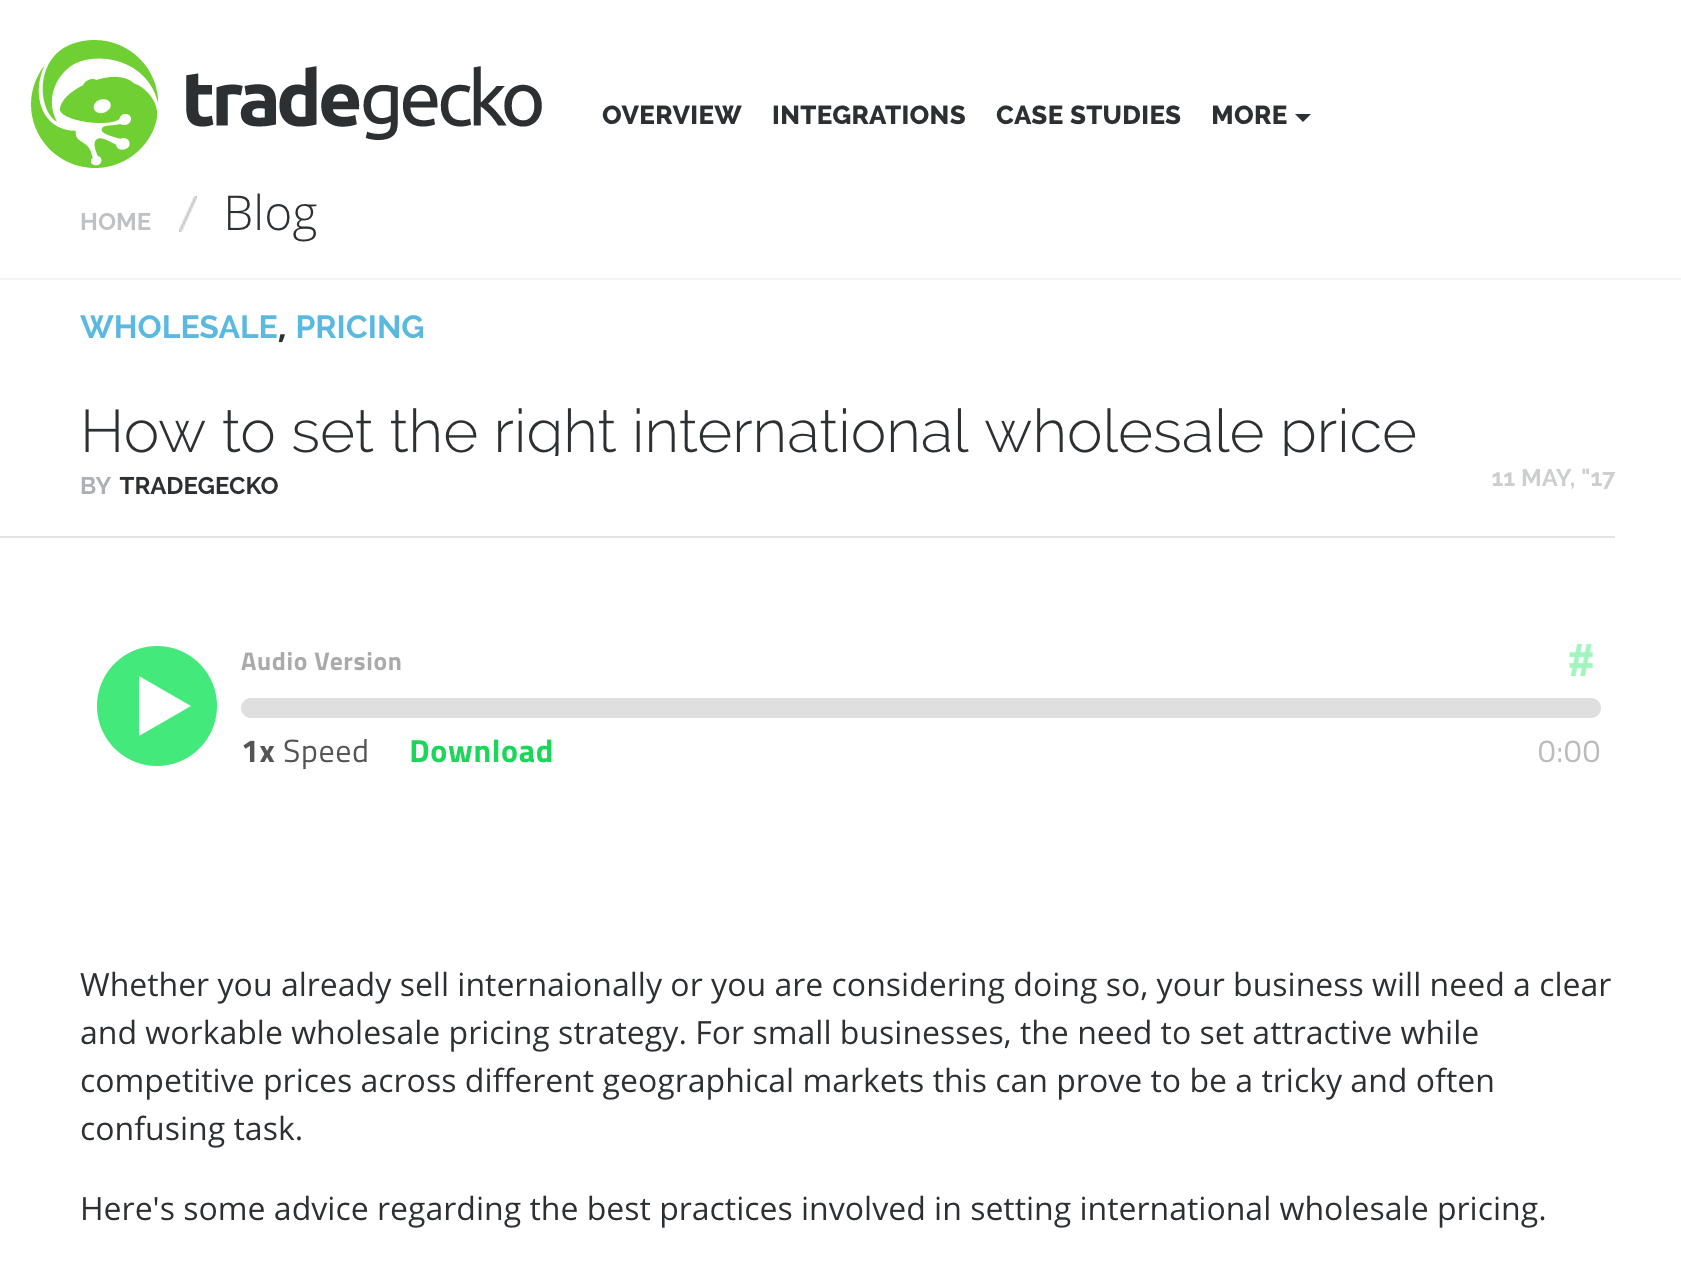 tradegecko
OVERVIEW INTEGRATIONS CASE STUDIES MORE
HOME / Blog
WHOLESALE, PRICING
How to set the right international wholesale price
BY TRADEGECKO
11 MAY, "17
Audio Version
#
1x Speed Download 0:00
Whether you already sell internaionally or you are considering doing so, your business will need a clear
and workable wholesale pricing strategy. For small businesses, the need to set attractive while
competitive prices across different geographical markets this can prove to be a tricky and often
confusing task.
Here's some advice regarding the best practices involved in setting international wholesale pricing.